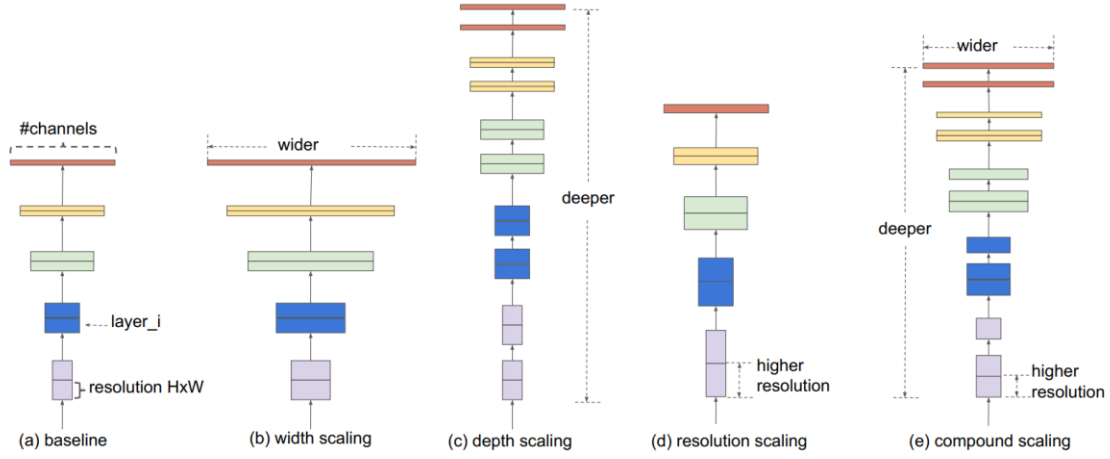 #channels
layer_i
resolution HxW
(a) baseline
wider
(b) width scaling
deeper
(c) depth scaling
higher
resolution
(d) resolution scaling
wider
deeper
higher
resolution
(e) compound scaling